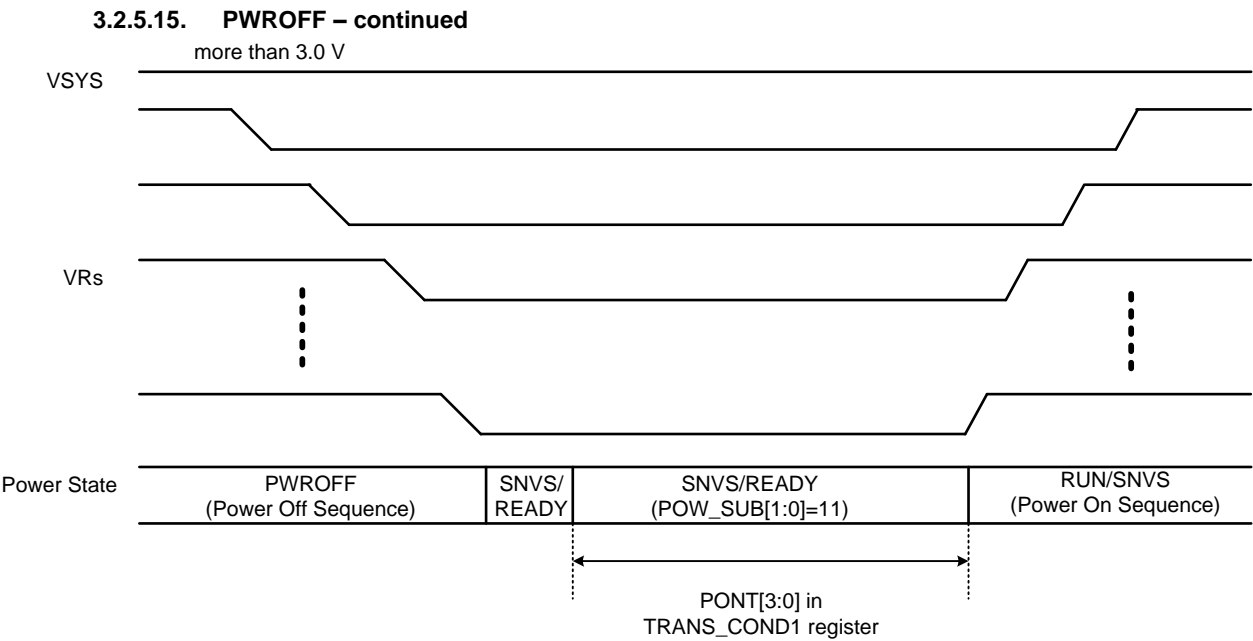 3.2.5.15. PWROFF – continued
more than 3.0 V
VSYS
VRs
Power State
PWROFF
(Power Off Sequence)
SNVS/
READY
SNVS/READY
(POW_SUB[1:0]=11)
RUN/SNVS
(Power On Sequence)
PONT[3:0] in
TRANS_COND1 register